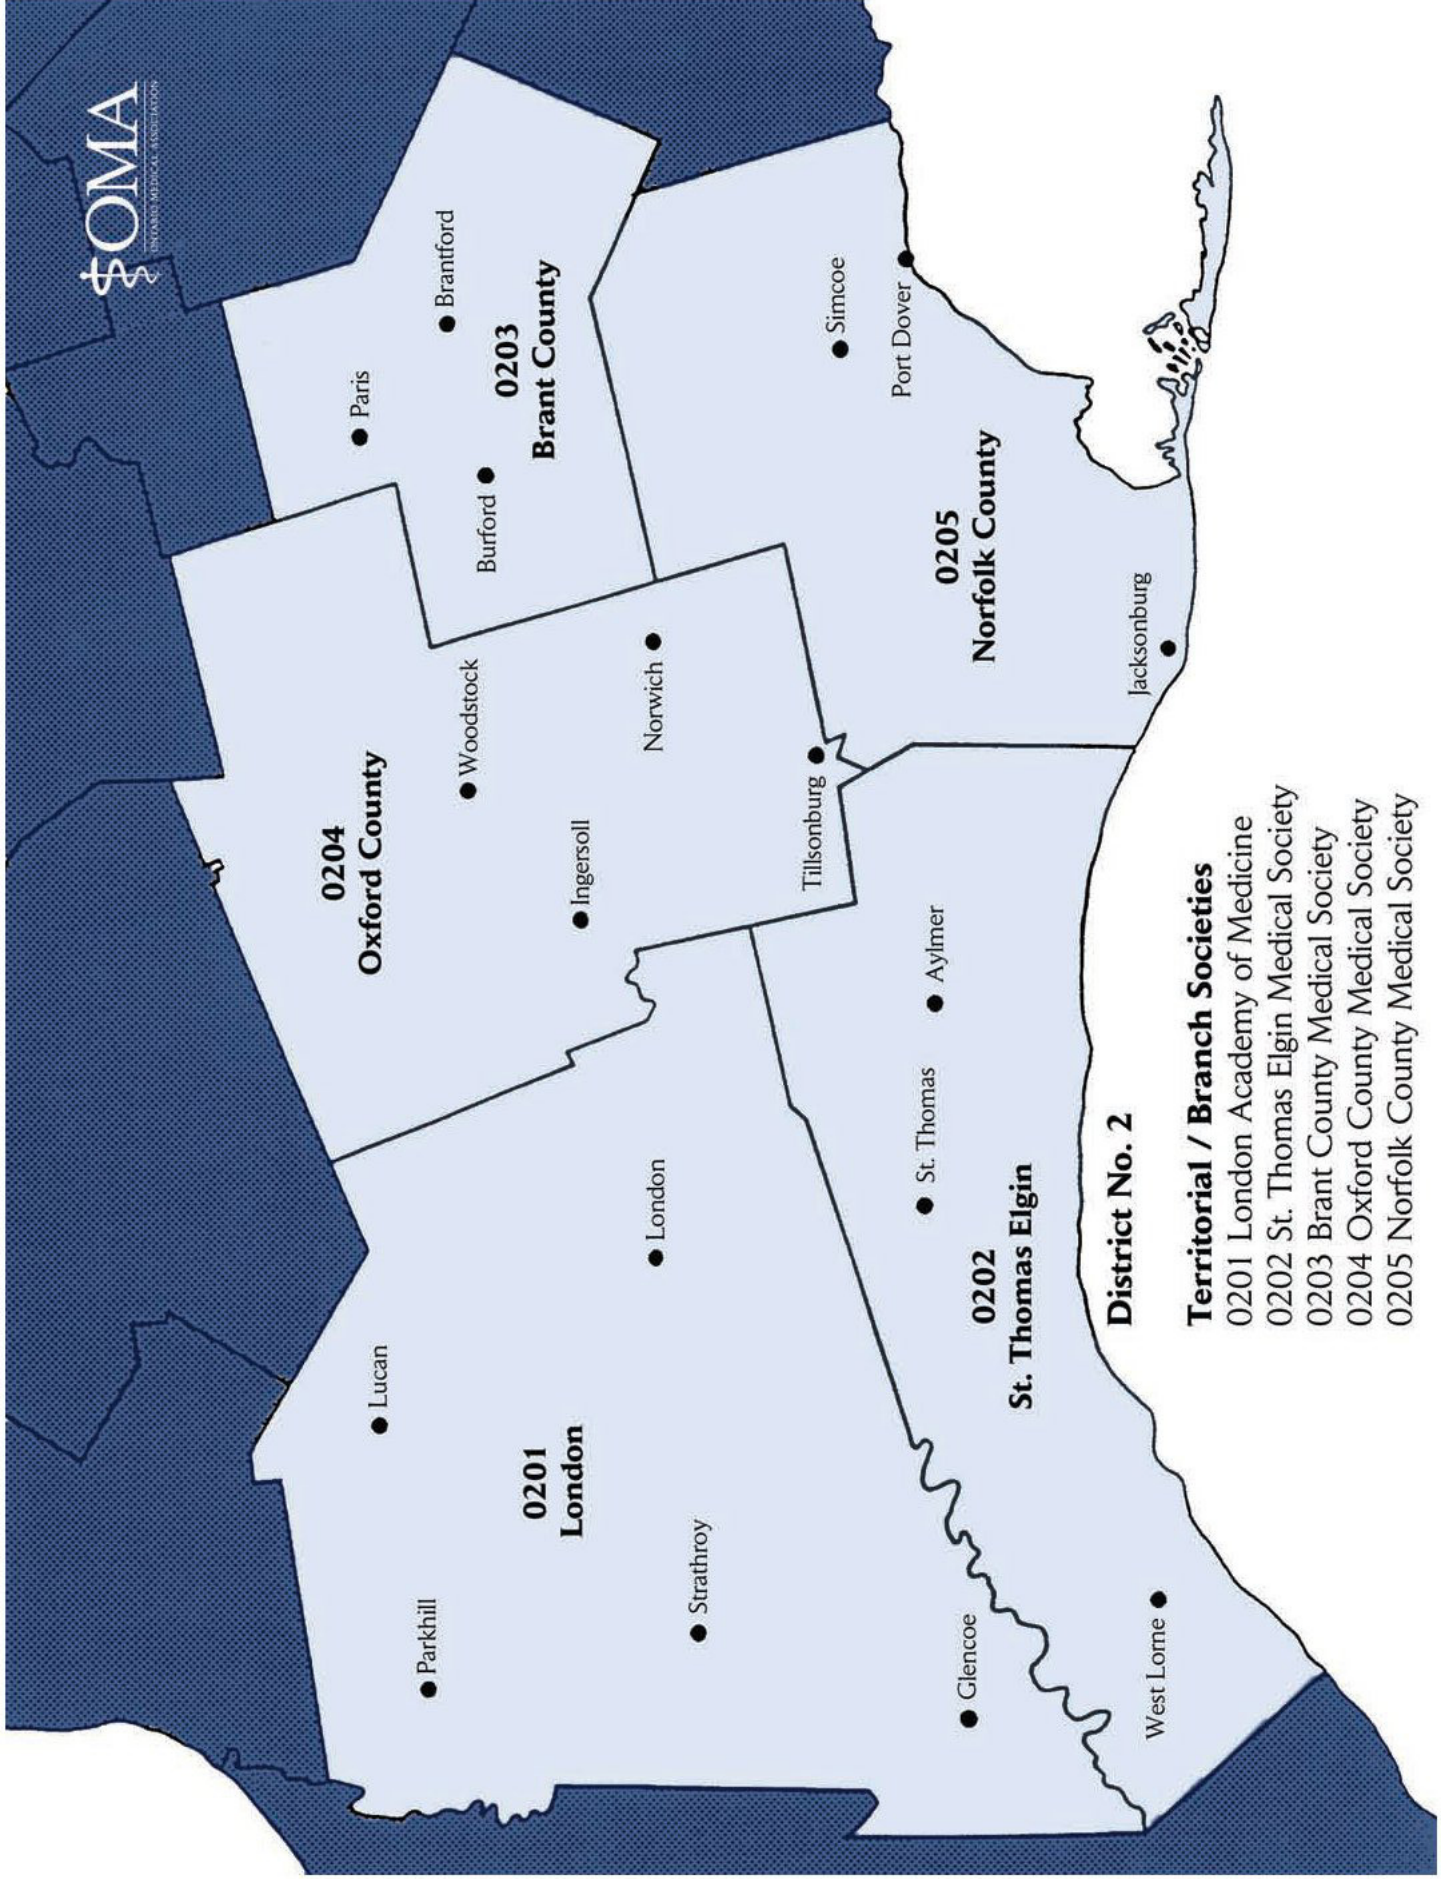 OMA
ONTARIO MEDICAL ASSOCIATION
Paris
Brantford
Burford
0203
Brant County
0204
Oxford County
Woodstock
Ingersoll
Norwich
Tillsonburg
Simcoe
Port Dover
0205
Norfolk County
Jacksonburg
Lucan
Parkhill
0201
London
London
Strathroy
Glencoe
Aylmer
St. Thomas
0202
St. Thomas Elgin
West Lorne
District No. 2
Territorial / Branch Societies
0201 London Academy of Medicine
0202 St. Thomas Elgin Medical Society
0203 Brant County Medical Society
0204 Oxford County Medical Society
0205 Norfolk County Medical Society